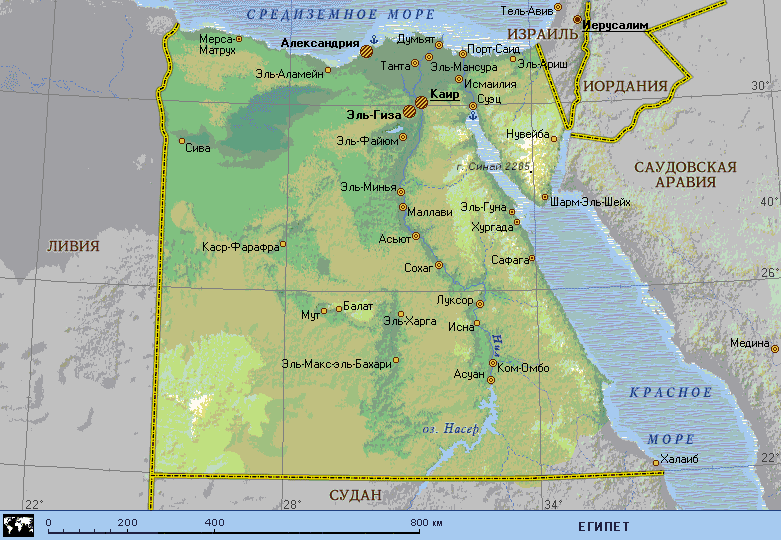 СРЕДИЗЕМНОЕ МОРЕ
Тель-Авив
Иерусалим
Мерса-
Матрух
Александрия
Думьят
Порт-Саид
ИЗРАИЛЬ
Эль-Аламейн
Танта
Эль-Мансура
Эль-Ариш
Исмаилия
ИОРДАНИЯ
30°
Каир
Суэц
Эль-Гиза
Нувейба
Эль-Файюм
Сива
г. Синай 2285
САУДОВСКАЯ
АРАВИЯ
Эль-Минья
Маллави
Эль-Гуна
Шарм-Эль-Шейх
Хургада
ЛИВИЯ
Каср-Фарафра
Асьют
Сохаг
Сафага
26°
Луксор
Мут
Балат
Эль-Харга
Исна
Нил
Медина
Эль-Макс-эль-Бахари
Ком-Омбо
Асуан
КРАСНОЕ
МОРЕ
оз. Насер
Халаиб
22°
22°
28°
СУДАН
34°
0 200 400 800 км
ЕГИПЕТ